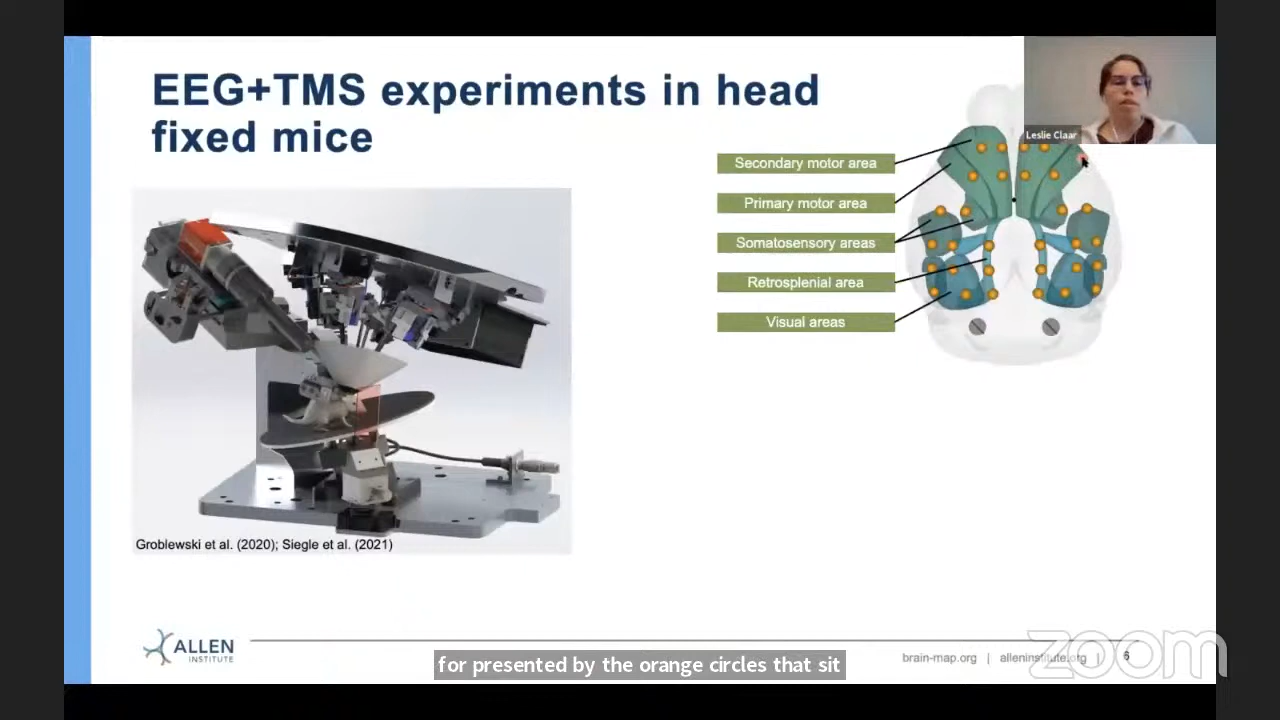 EEG+TMS experiments in head
fixed mice
Leslie Claar
Secondary motor area
Primary motor area
Somatosensory areas
Retrosplenial area
Visual areas
Groblewski et al. (2020); Siegle et al. (2021)
ALLEN
INSTITUTE
for presented by the orange circles that sit
brain-map.org | alleninstitute.org | 6
zoom